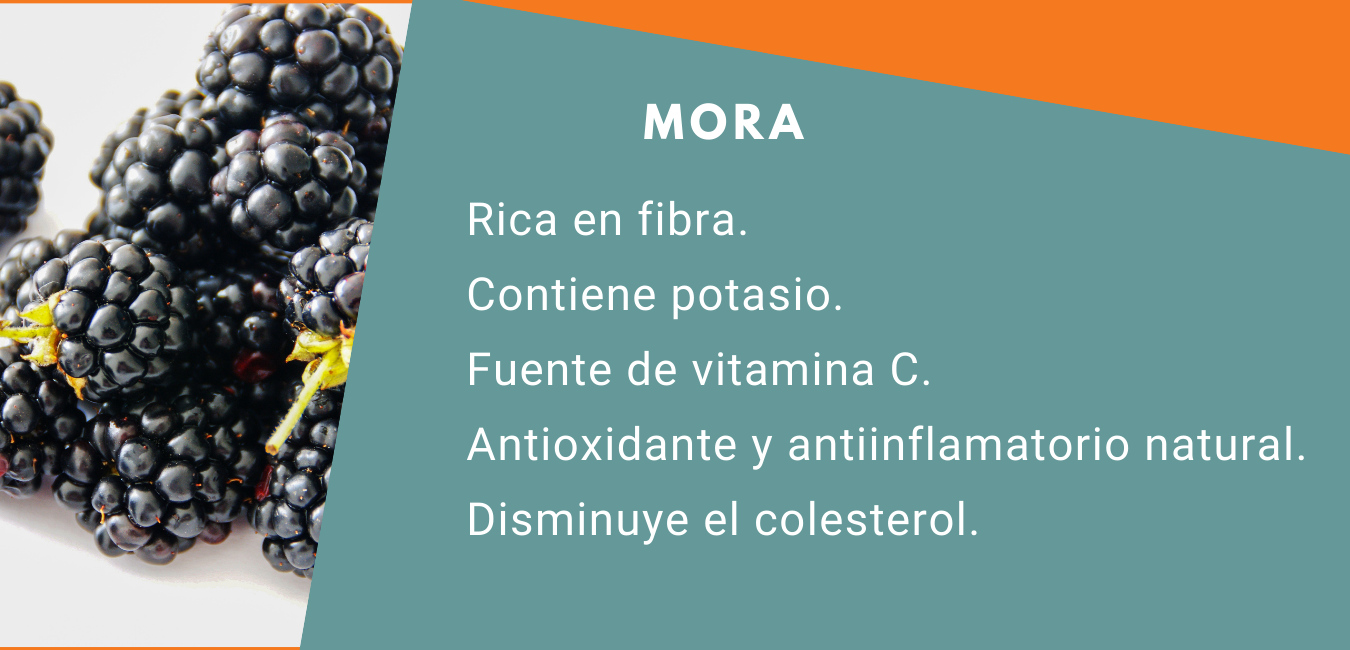 MORA
Rica en fibra.
Contiene potasio.
Fuente de vitamina C.
Antioxidante y antiinflamatorio natural.
Disminuye el colesterol.